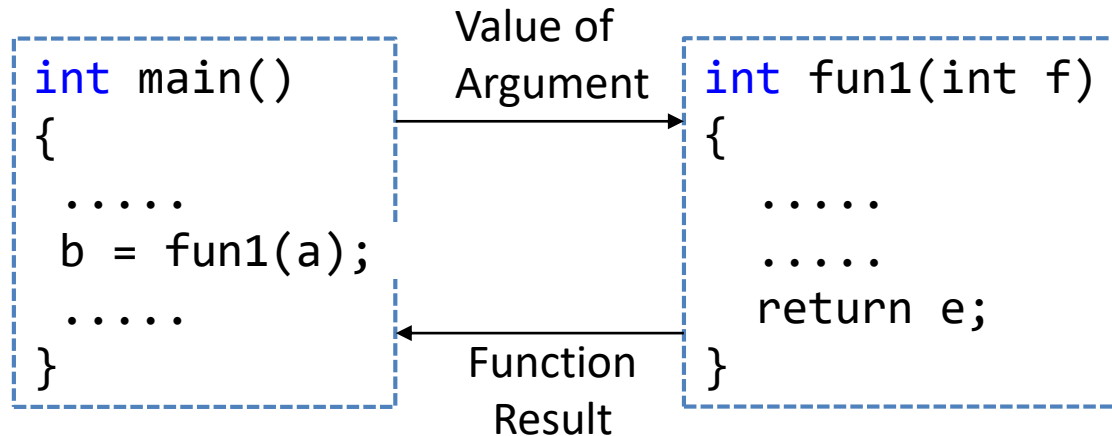 int main()
{
.....
b = fun1(a);
.....
}
Value of
Argument
Function
Result
int fun1(int f)
{
.....
.....
return e;
}